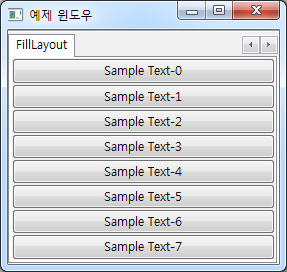 예제 윈도우
FillLayout
Sample Text-0
Sample Text-1
Sample Text-2
Sample Text-3
Sample Text-4
Sample Text-5
Sample Text-6
Sample Text-7